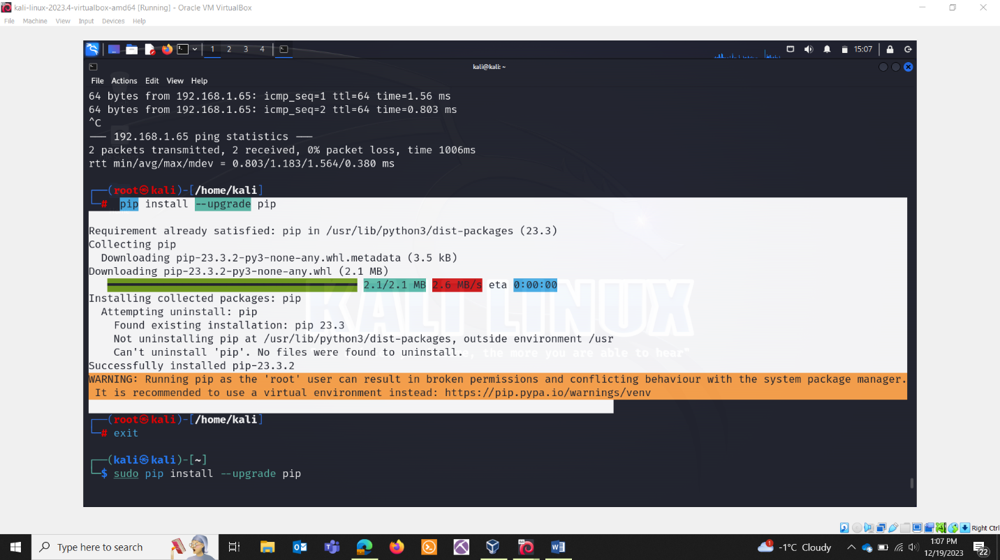 kali-linux-2023.4-virtualbox-amd64 [Running] - Oracle VM VirtualBox
File Machine View Input Devices Help
1 2 3 4 15:07
kali@kali: ~
File Actions Edit View Help
64 bytes from 192.168.1.65: icmp_seq=1 ttl=64 time=1.56 ms
64 bytes from 192.168.1.65: icmp_seq=2 ttl=64 time=0.803 ms
^C
--- 192.168.1.65 ping statistics ---
2 packets transmitted, 2 received, 0% packet loss, time 1006ms
rtt min/avg/max/mdev = 0.803/1.183/1.564/0.380 ms
┌──(root㉿kali)-[/home/kali]
└─# pip install --upgrade pip
Requirement already satisfied: pip in /usr/lib/python3/dist-packages (23.3)
Collecting pip
Downloading pip-23.3.2-py3-none-any.whl.metadata (3.5 kB)
Downloading pip-23.3.2-py3-none-any.whl (2.1 MB)
2.1/2.1 MB 2.6 MB/s eta 0:00:00
Installing collected packages: pip
Attempting uninstall: pip
KALI LINUX
Found existing installation: pip 23.3
Not uninstalling pip at /usr/lib/python3/dist-packages, outside environment /usr
Can't uninstall 'pip'. No files were found to uninstall.
, the more you are able to hear"
Successfully installed pip-23.3.2
WARNING: Running pip as the 'root' user can result in broken permissions and conflicting behaviour with the system package manager.
It is recommended to use a virtual environment instead: https://pip.pypa.io/warnings/venv
┌──(root㉿kali)-[/home/kali]
└─# exit
┌──(kali㉿kali)-[~]
└─$ sudo pip install --upgrade pip
Right Ctrl
Type here to search
1
-1°C Cloudy
1:07 PM
12/19/2023
22